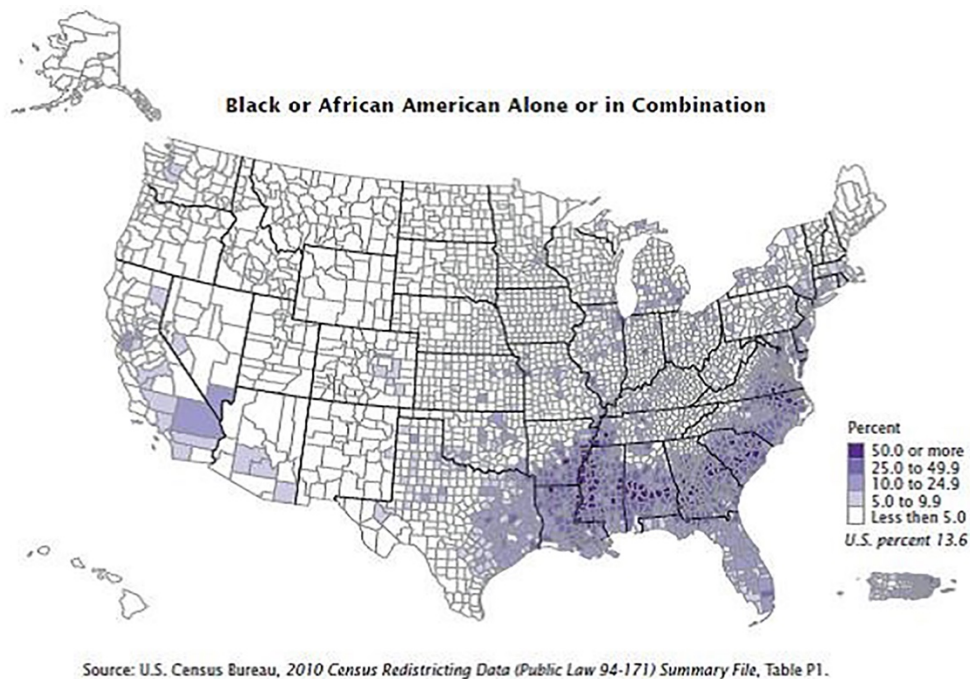 Black or African American Alone or in Combination
Percent
50.0 or more
25.0 to 49.9
10.0 to 24.9
5.0 to 9.9
Less then 5.0
U.S. percent 13.6
Source: U.S. Census Bureau, 2010 Census Redistricting Data (Public Law 94-171) Summary File, Table P1.